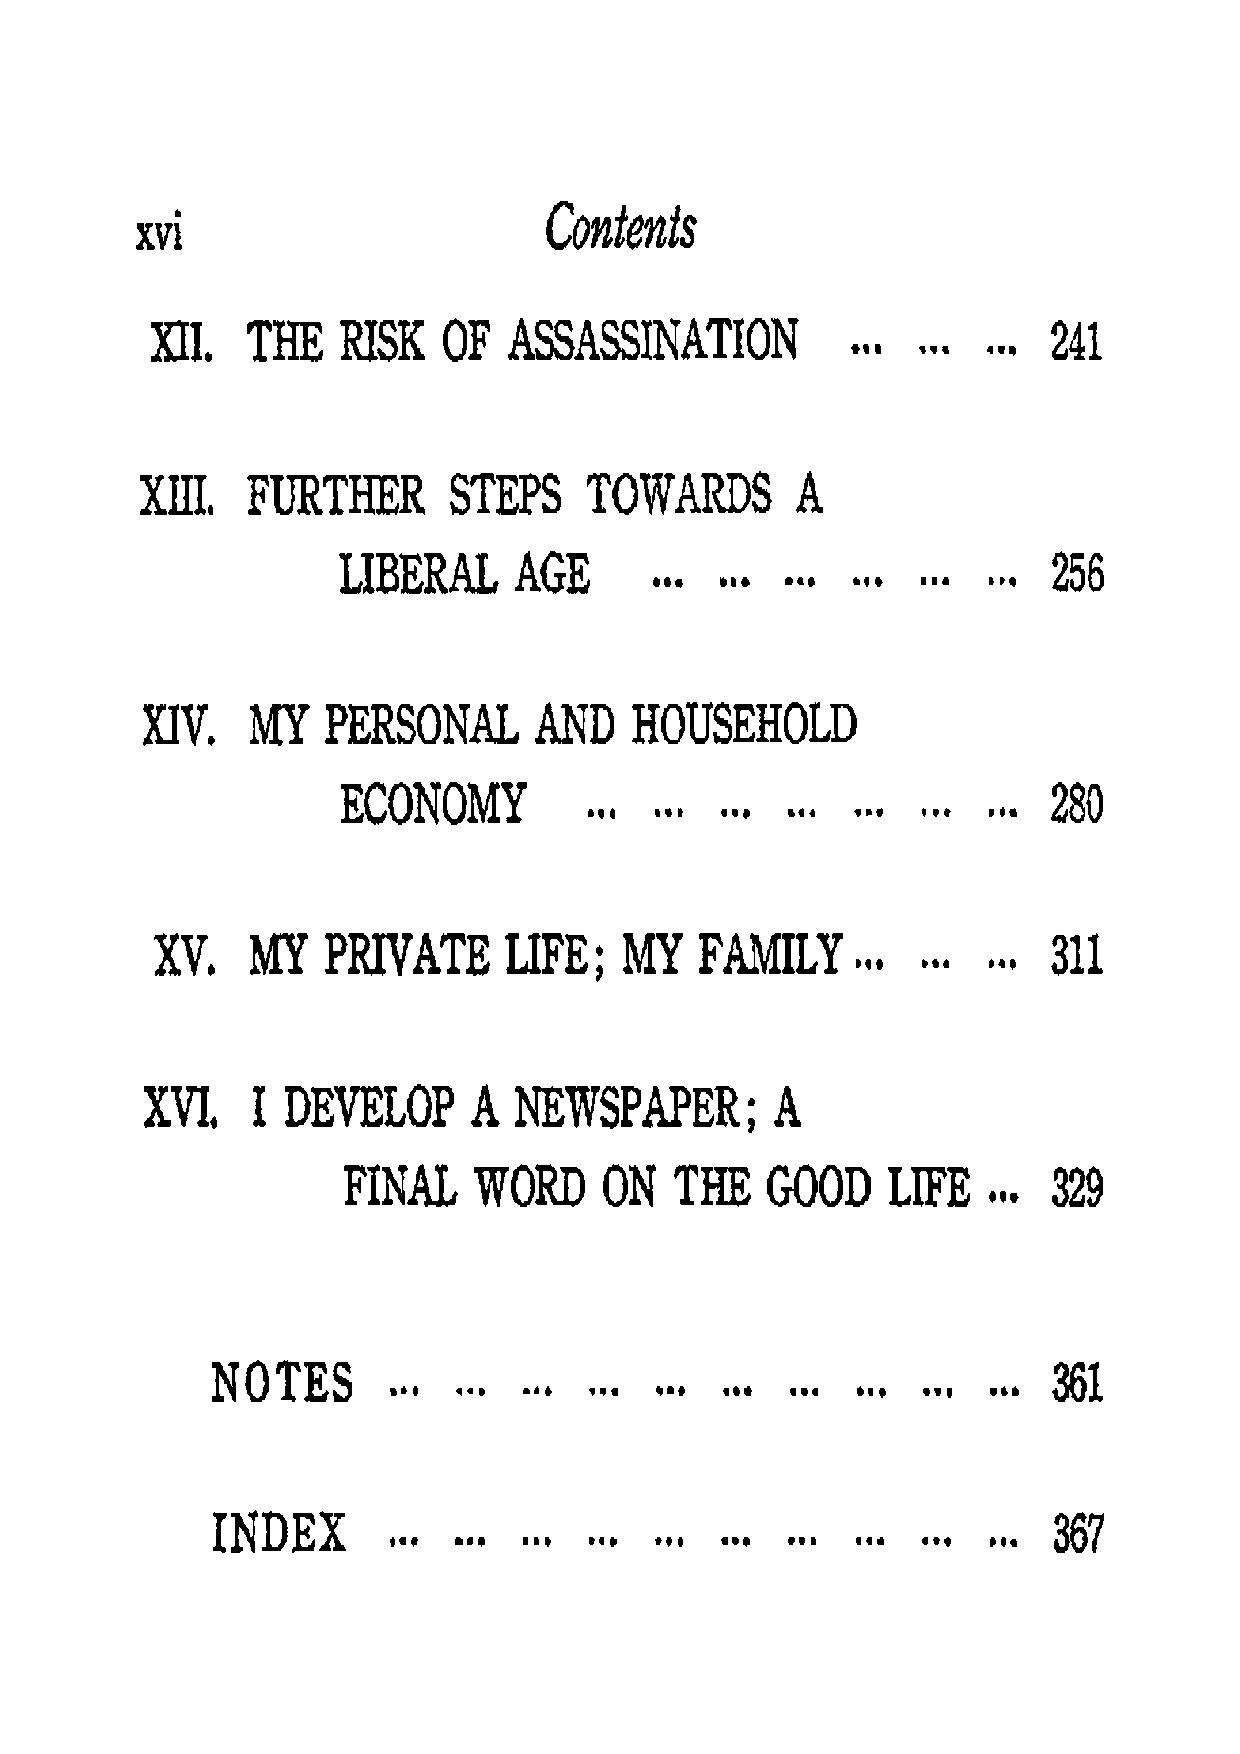 xvi Contents
XII. THE RISK OF ASSASSINATION ... ... ... 241
XIII. FURTHER STEPS TOWARDS A
LIBERAL AGE ... ... ... ... ... ... 256
XIV. MY PERSONAL AND HOUSEHOLD
ECONOMY ... ... ... ... ... ... ... 280
XV. MY PRIVATE LIFE; MY FAMILY ... ... ... 311
XVI. I DEVELOP A NEWSPAPER; A
FINAL WORD ON THE GOOD LIFE ... 329
NOTES ... ... ... ... ... ... ... ... ... ... 361
INDEX ... ... ... ... ... ... ... ... ... ... 367